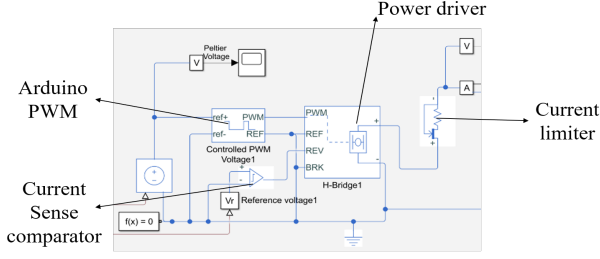 Power driver
Peltier
Voltage
V
V
A
Arduino
PWM
ref+
PWM
PWM
+
ref-
REF
REF
Current
limiter
Controlled PWM
Voltage1
REV
+
-
BRK
-
H-Bridge1
+
-
Current
Sense
comparator
Vr
Reference voltage1
f(x) = 0